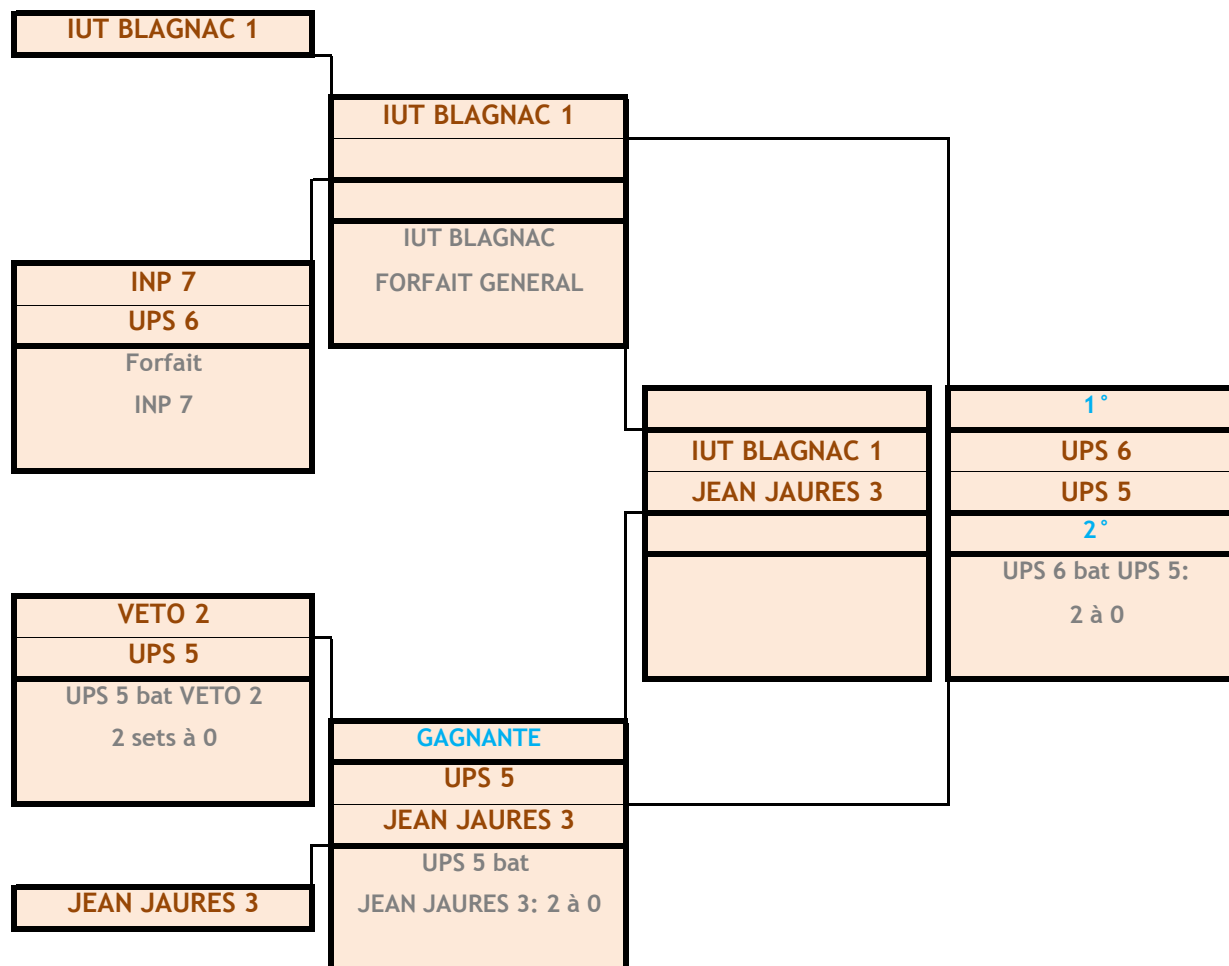 IUT BLAGNAC 1
IUT BLAGNAC 1
IUT BLAGNAC
FORFAIT GENERAL
INP 7
UPS 6
Forfait
INP 7
IUT BLAGNAC 1
JEAN JAURES 3
1°
UPS 6
UPS 5
2°
UPS 6 bat UPS 5:
2 à 0
VETO 2
UPS 5
UPS 5 bat VETO 2
2 sets à 0
GAGNANTE
UPS 5
JEAN JAURES 3
UPS 5 bat
JEAN JAURES 3: 2 à 0
JEAN JAURES 3